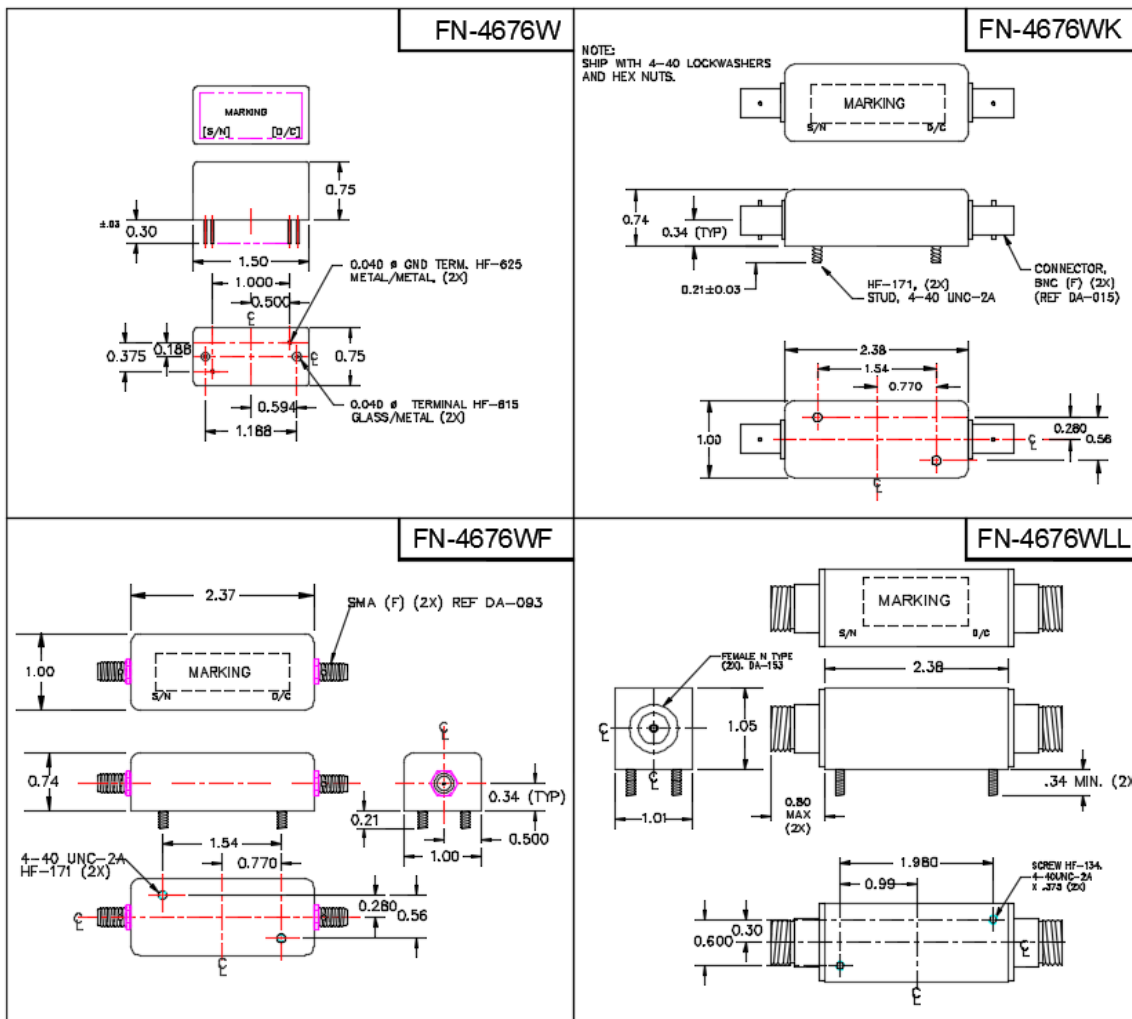 FN-4676W
MARKING
[S/N] [D/C]
0.75
±.03
0.30
1.50
1.000
0.500
0.040 ø GND TERM. HF-625
METAL/METAL, (2X)
℄
0.188
0.375
℄
0.75
0.594
1.188
0.040 ø TERMINAL HF-615
GLASS/METAL (2X)
FN-4676WK
NOTE:
SHIP WITH 4-40 LOCKWASHERS
AND HEX NUTS.
MARKING
S/N D/C
0.74
0.34 (TYP)
0.21±0.03
HF-171, (2X)
STUD, 4-40 UNC-2A
CONNECTOR,
BNC (F) (2X)
(REF DA-015)
2.38
1.54
0.770
1.00
0.280
0.56
℄
℄
FN-4676WF
2.37
SMA (F) (2X) REF DA-093
1.00
MARKING
S/N D/C
℄
0.74
0.34 (TYP)
0.21
0.500
1.00
1.54
0.770
4-40 UNC-2A
HF-171 (2X)
0.280
0.56
℄
℄
FN-4676WLL
MARKING
S/N D/C
FEMALE N TYPE
(2X). DA-153
2.38
℄
1.05
℄
.34 MIN. (2X
0.80
MAX
(2X)
1.01
1.980
0.99
SCREW HF-134.
4-40UNC-2A
X .375 (2X)
0.30
0.600
℄
℄